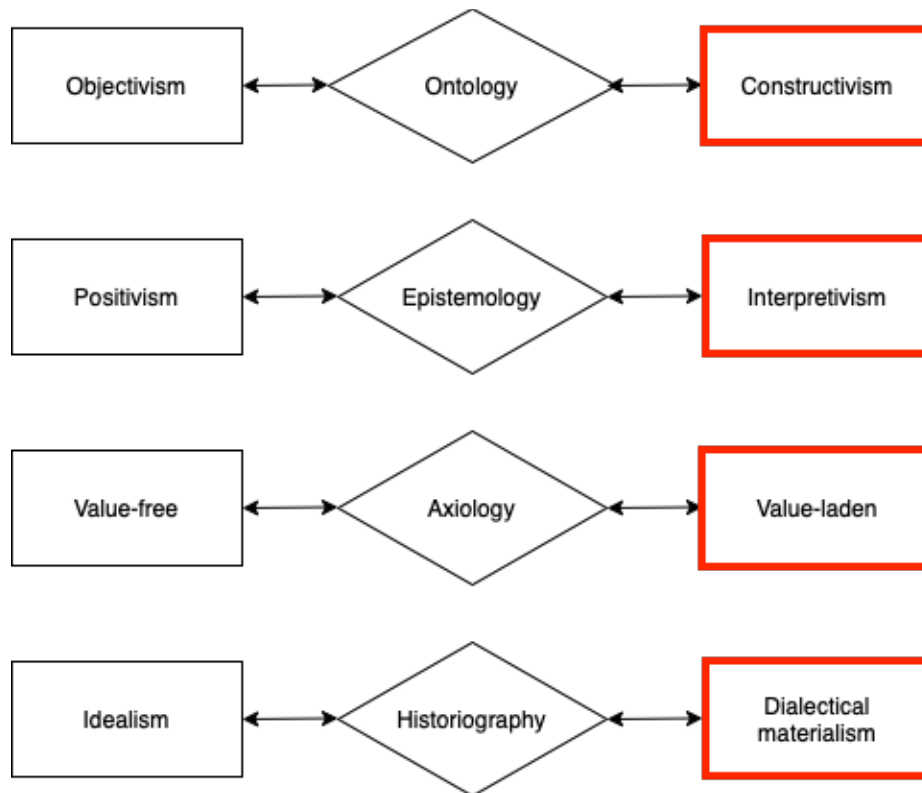 Objectivism
Ontology
Constructivism
Positivism
Epistemology
Interpretivism
Value-free
Axiology
Value-laden
Idealism
Historiography
Dialectical
materialism